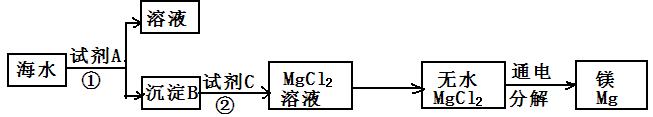 溶液
海水
试剂A
①
沉淀B
试剂C
②
MgCl2
溶液
无水
MgCl2
通电
分解
镁
Mg